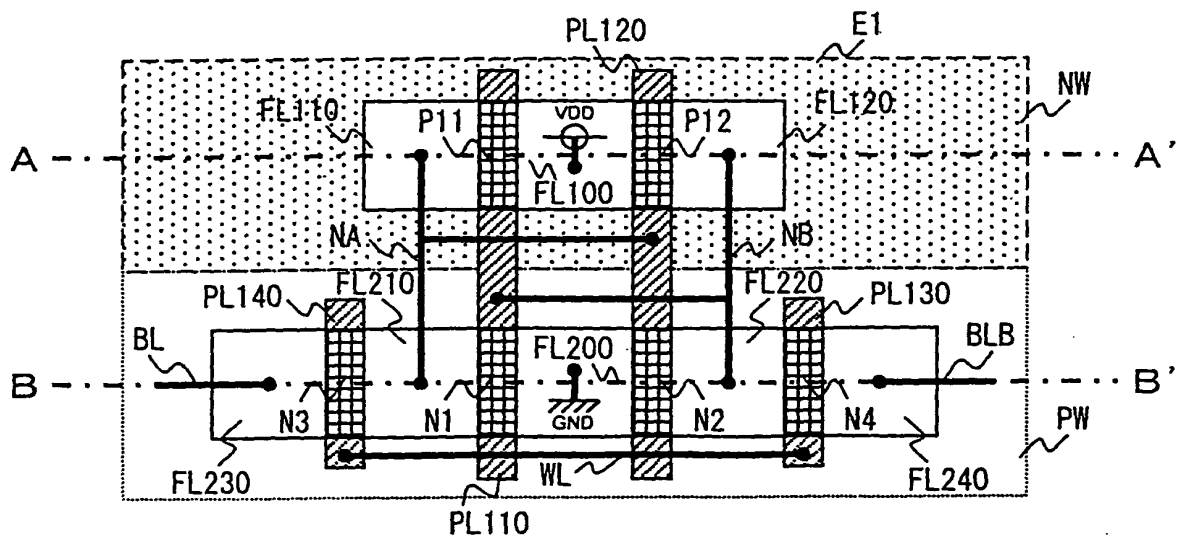 PL120 E1
NW
FL110 P11 VDD P12 FL120
A A'
FL100
NA NB
FL210 FL220
PL140 PL130
BL FL200 BLB
B B'
N3 N1 GND N2 N4 PW
FL230 WL FL240
PL110